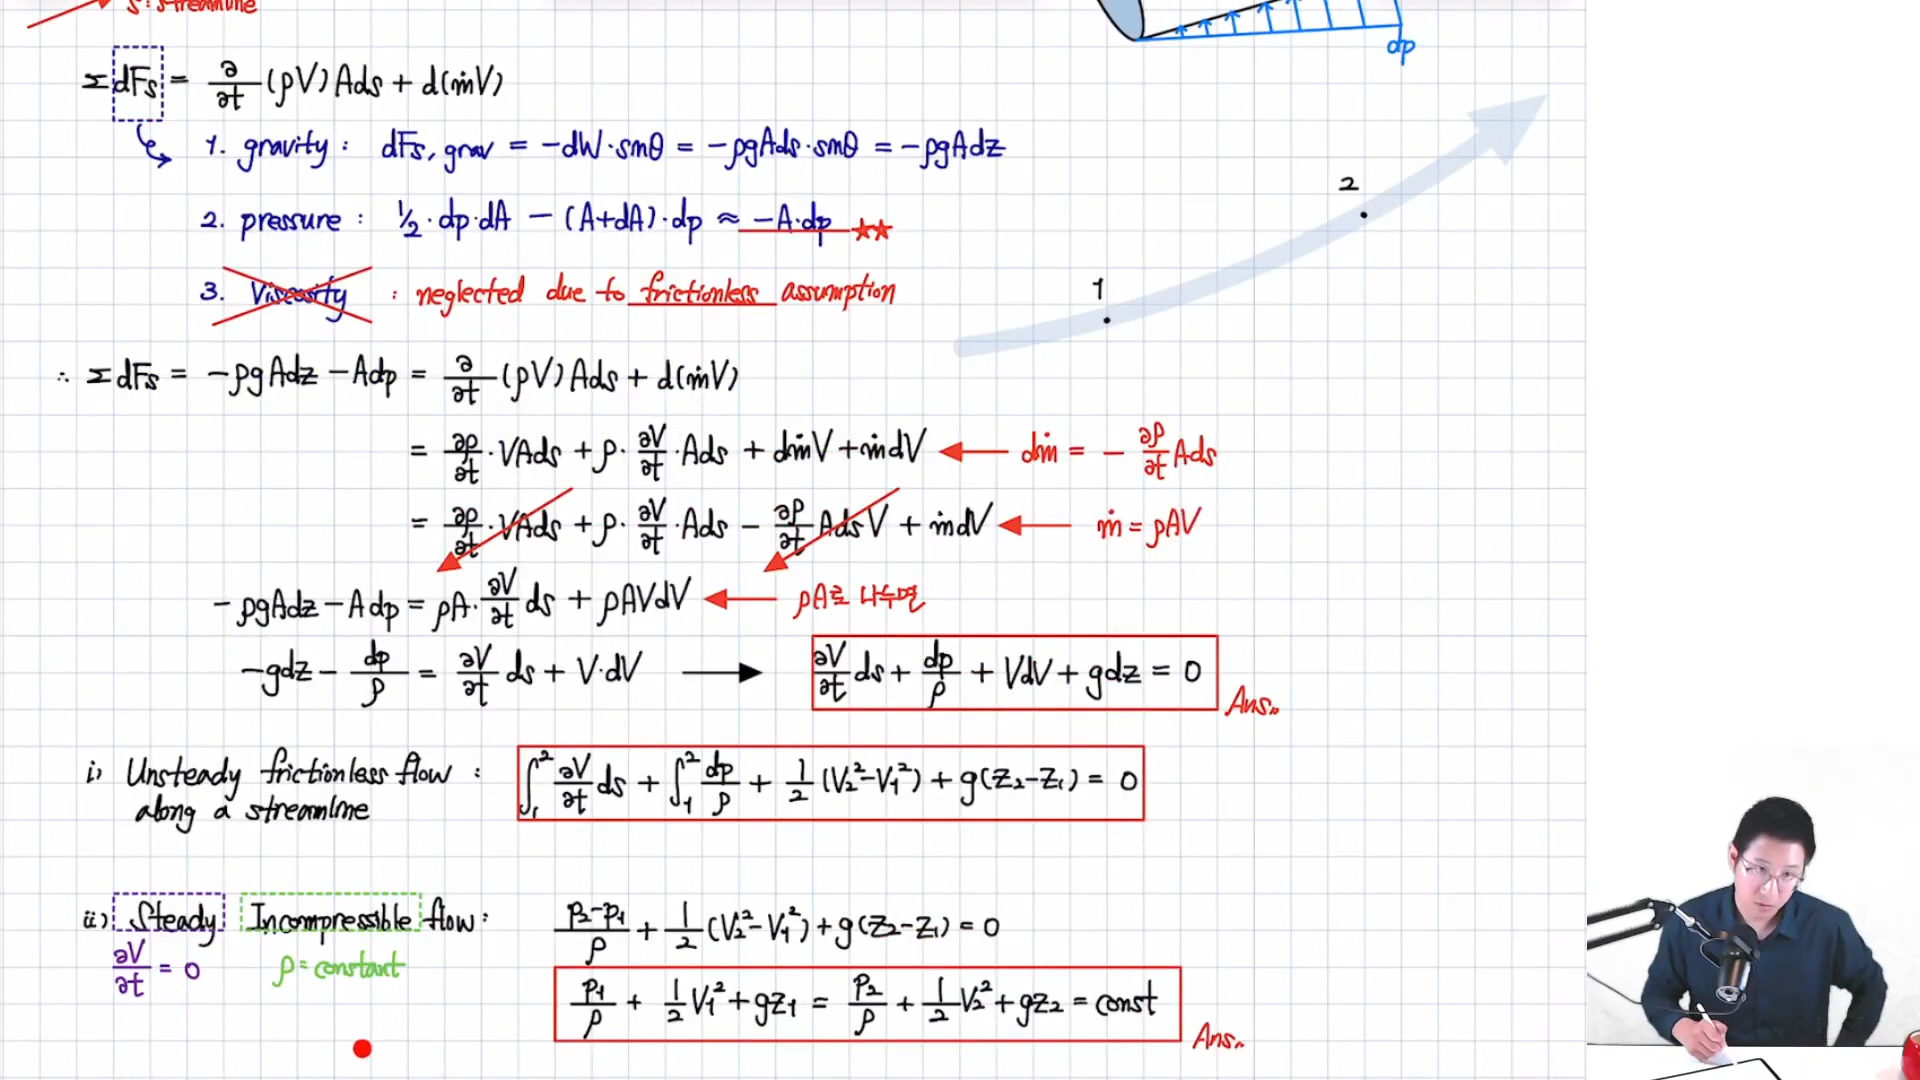 s: streamline
dp
ΣdFs = ∂/∂t (ρV) Ads + d(ṁV)
1. gravity : dFs, grav = -dW·sinθ = -ρgAds·sinθ = -ρgAdz
2
2. pressure : ½·dp·dA - (A+dA)·dp ≈ -A·dp ★★
3. Viscosity : neglected due to frictionless assumption
1
∴ ΣdFs = -ρgAdz - Adp = ∂/∂t (ρV) Ads + d(ṁV)
= ∂ρ/∂t · VAds + ρ · ∂V/∂t · Ads + dṁV + ṁdV ← dṁ = - ∂ρ/∂t Ads
= ∂ρ/∂t · VAds + ρ · ∂V/∂t · Ads - ∂ρ/∂t AdsV + ṁdV ← ṁ = ρAV
-ρgAdz - Adp = ρA · ∂V/∂t ds + ρAVdV ← ρA로 나누면
-gdz - dp/ρ = ∂V/∂t ds + V·dV → ∂V/∂t ds + dp/ρ + VdV + gdz = 0 Ans.
i) Unsteady frictionless flow : ∫₁² ∂V/∂t ds + ∫₁² dp/ρ + 1/2 (V₂²-V₁²) + g(z₂-z₁) = 0
along a streamline
ii) Steady Incompressible flow : p₂-p₁/ρ + 1/2 (V₂²-V₁²) + g(z₂-z₁) = 0
∂V/∂t = 0 ρ = constant
p₁/ρ + 1/2 V₁² + gz₁ = p₂/ρ + 1/2 V₂² + gz₂ = const Ans.